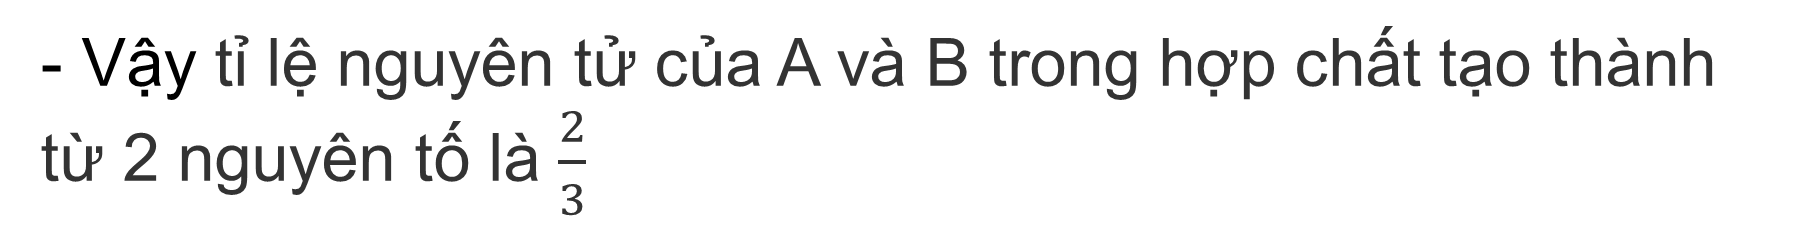 - Vậy tỉ lệ nguyên tử của A và B trong hợp chất tạo thành
từ 2 nguyên tố là 2/3